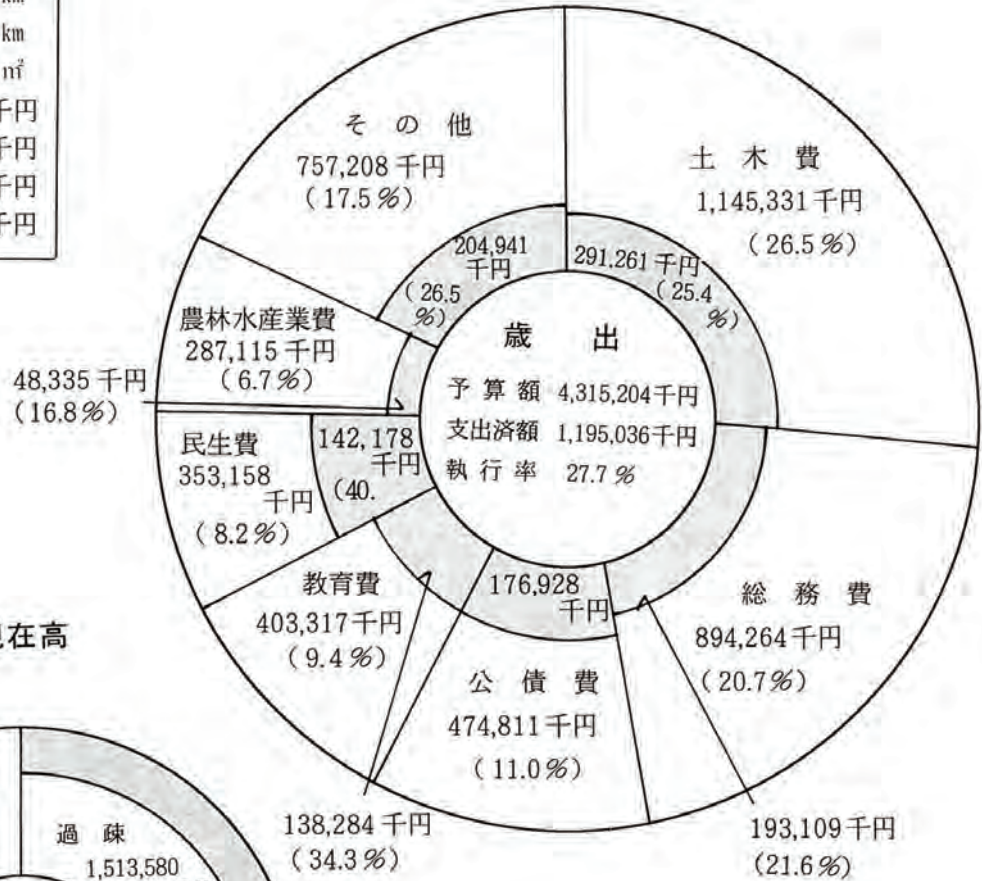 km
km
㎡
千円
千円
千円
千円
その他
757,208千円
(17.5%)
土木費
1,145,331千円
(26.5%)
204,941
千円
(26.5
%)
291,261千円
(25.4
%)
農林水産業費
287,115千円
(6.7%)
48,335千円
(16.8%)
歳出
予算額 4,315,204千円
支出済額 1,195,036千円
執行率 27.7%
民生費
353,158
千円
(8.2%)
142,178
千円
(40.
教育費
403,317千円
(9.4%)
176,928
千円
公債費
474,811千円
(11.0%)
総務費
894,264千円
(20.7%)
138,284千円
(34.3%)
193,109千円
(21.6%)
在高
過疎
1,513,580